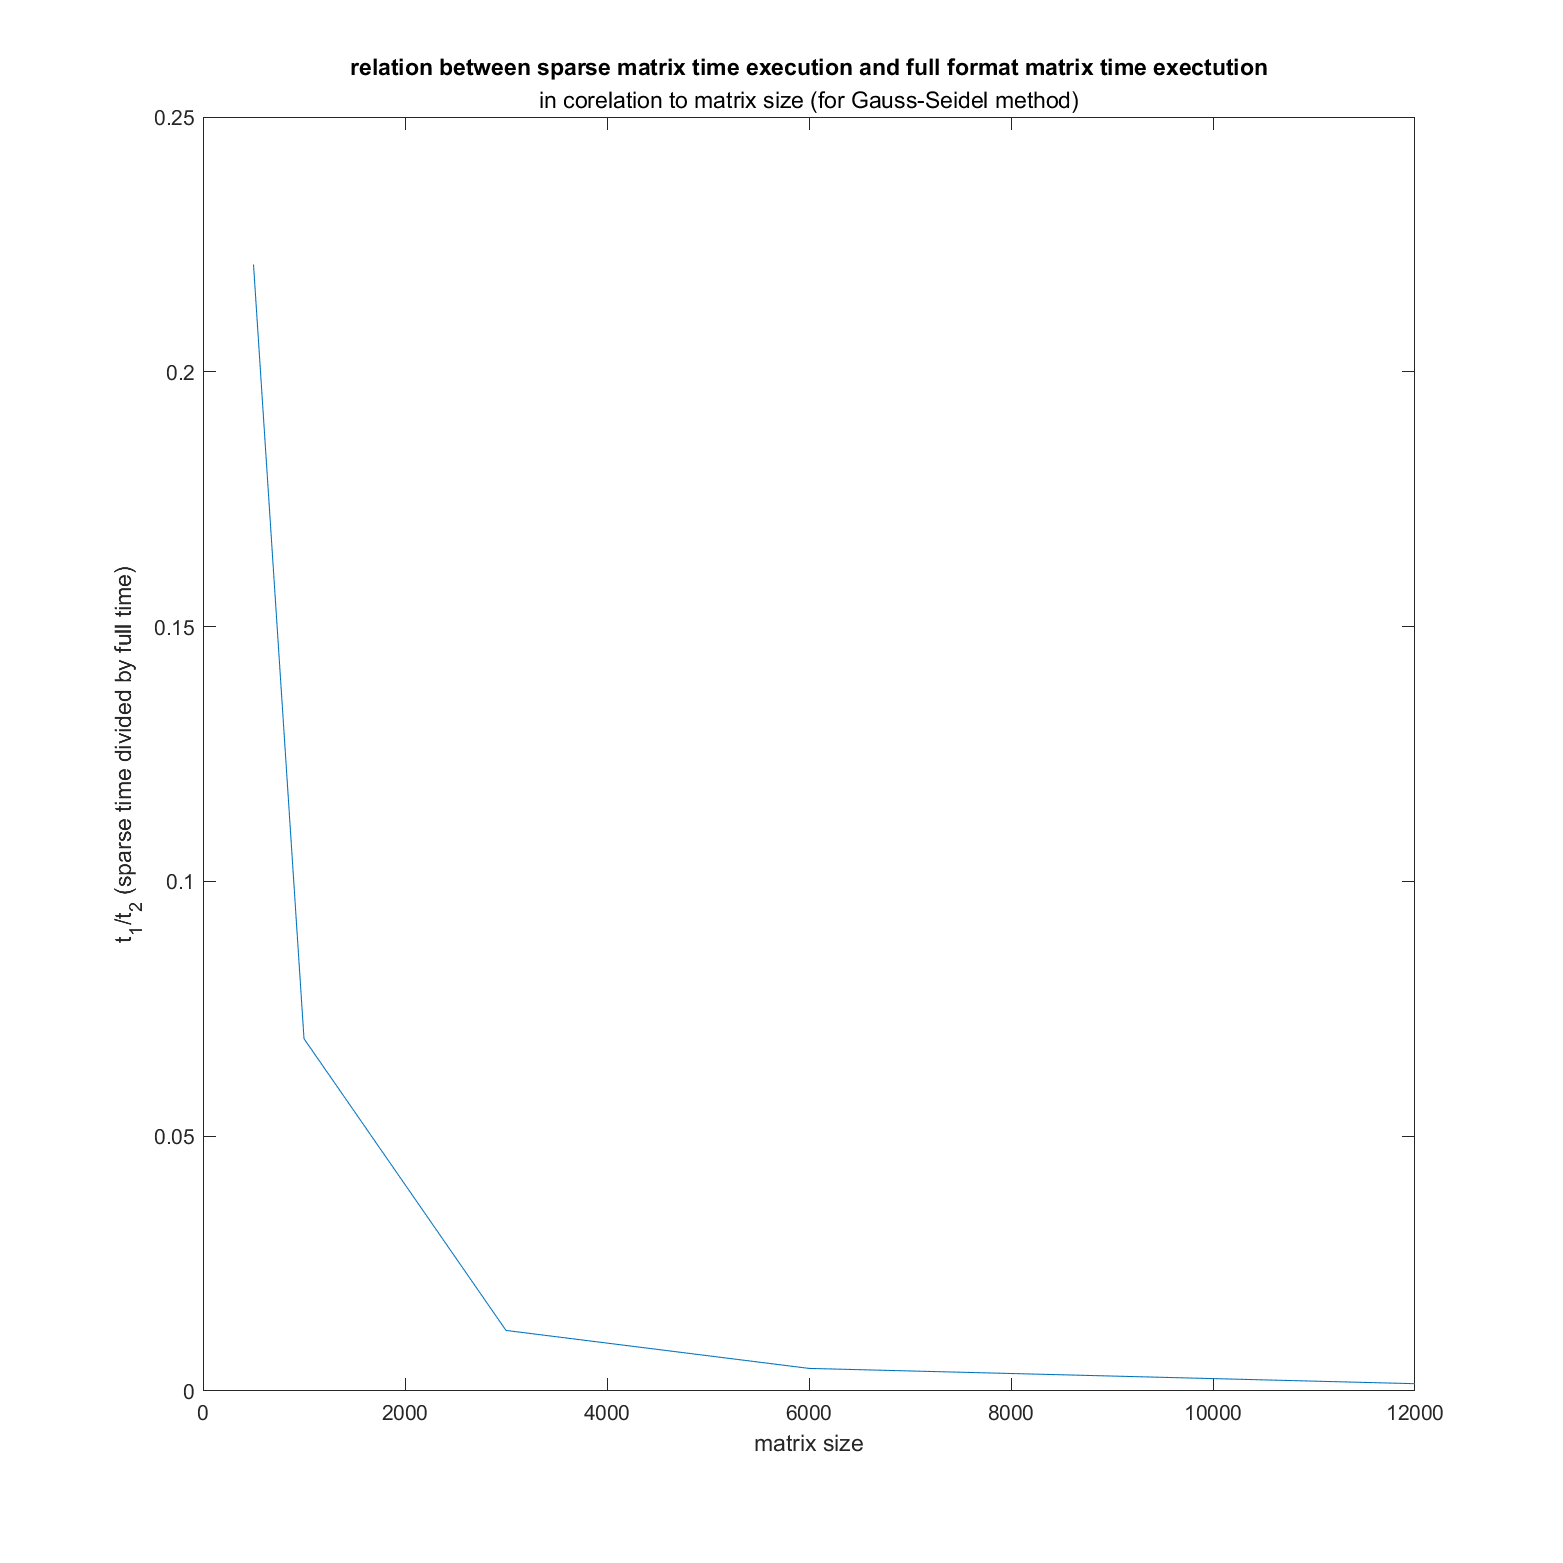 relation between sparse matrix time execution and full format matrix time exectution
in corelation to matrix size (for Gauss-Seidel method)
0.25
0.2
0.15
0.1
0.05
0
t1/t2 (sparse time divided by full time)
0 2000 4000 6000 8000 10000 12000
matrix size